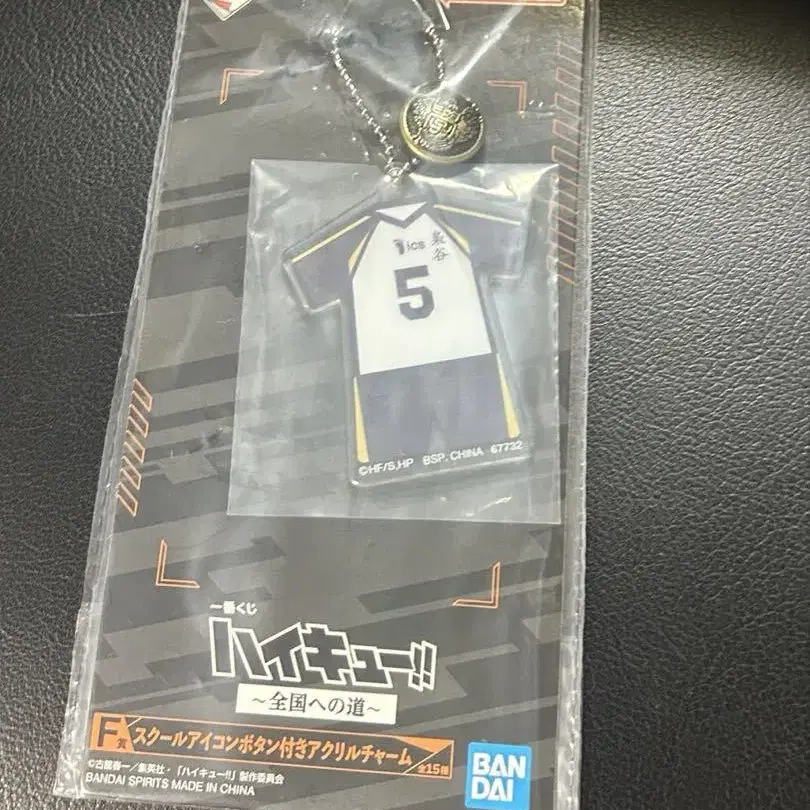 ics 梟谷
5
©HF/S,HP BSP, CHINA 67732
一番くじ
ハイキュー!!
～全国への道～
F賞 スクールアイコンボタン付きアクリルチャーム 全15種
©古舘春一／集英社・「ハイキュー!!」製作委員会
BANDAI SPIRITS MADE IN CHINA
BAN
DAI